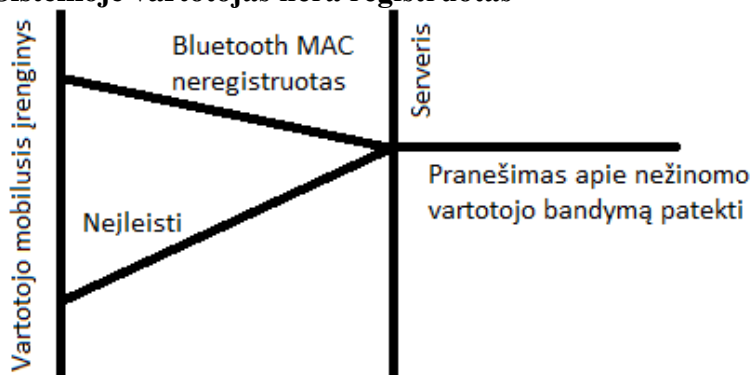 Sistemoje vartotojas nėra registruotas
Vartotojo mobilusis įrenginys
Bluetooth MAC
neregistruotas
Serveris
Neįleisti
Pranešimas apie nežinomo
vartotojo bandymą patekti